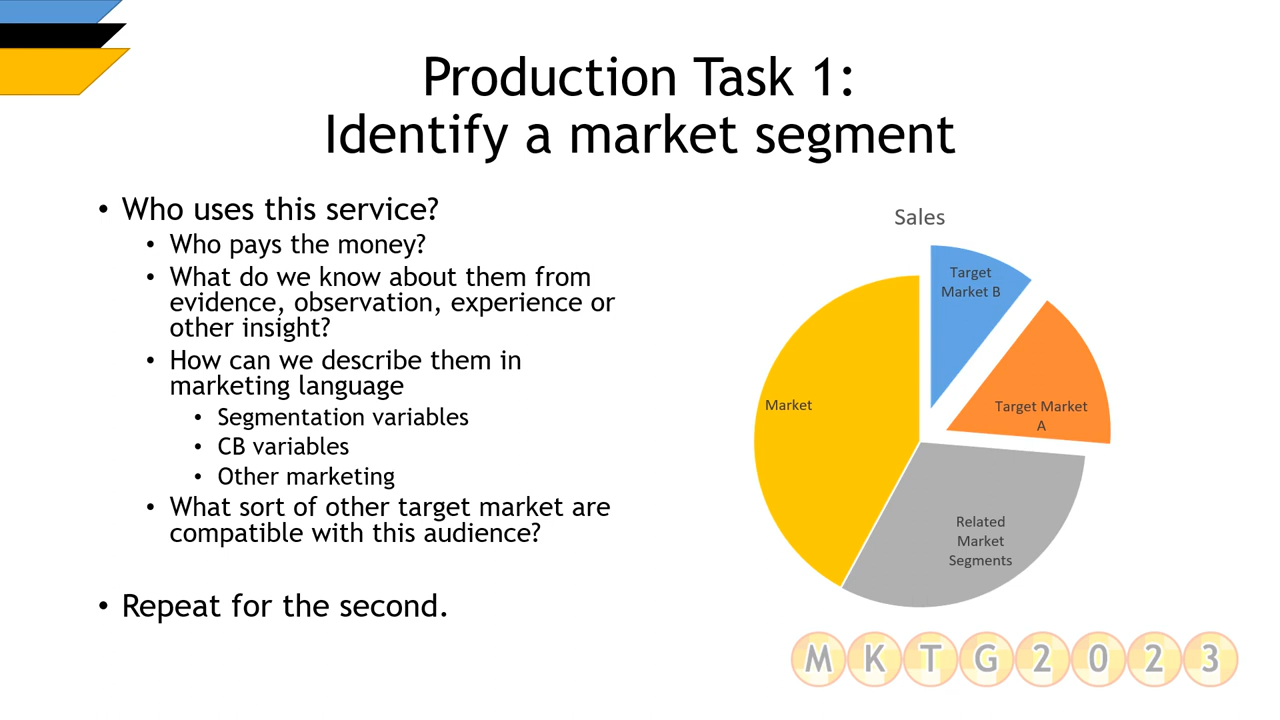 Production Task 1:
Identify a market segment
• Who uses this service?
• Who pays the money?
• What do we know about them from
evidence, observation, experience or
other insight?
• How can we describe them in
marketing language
• Segmentation variables
• CB variables
• Other marketing
• What sort of other target market are
compatible with this audience?
• Repeat for the second.
Sales
Target
Market B
Target Market
A
Market
Related
Market
Segments
MKTG2023